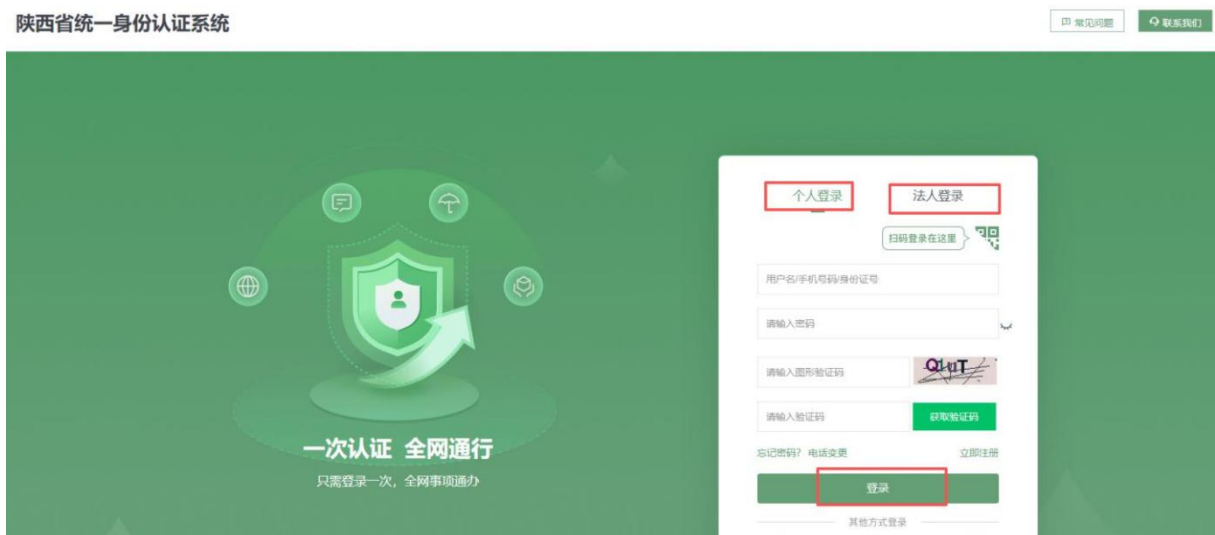 陕西省统一身份认证系统
常见问题
联系我们
个人登录
法人登录
扫码登录在这里
用户名/手机号码/身份证号
请输入密码
请输入图形验证码
请输入验证码
获取验证码
忘记密码? 电话变更
立即注册
登录
其他方式登录
一次认证 全网通行
只需登录一次，全网事项通办